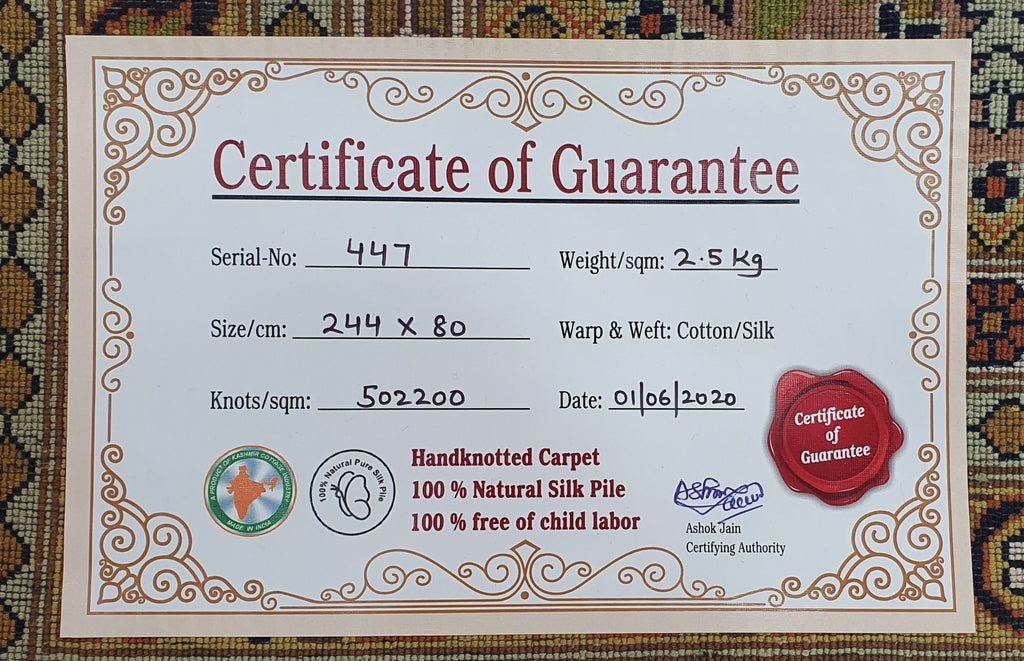 Certificate of Guarantee
Serial-No: 447
Weight/sqm: 2.5 Kg
Size/cm: 244 x 80
Warp & Weft: Cotton/Silk
Knots/sqm: 502200
Date: 01/06/2020
Certificate
of
Guarantee
A PRODUCT OF KASHMIR COTTAGE INDUSTRY
MADE IN INDIA
100% Natural Pure Silk Pile
Handknotted Carpet
100 % Natural Silk Pile
100 % free of child labor
Ashok Jain
Certifying Authority